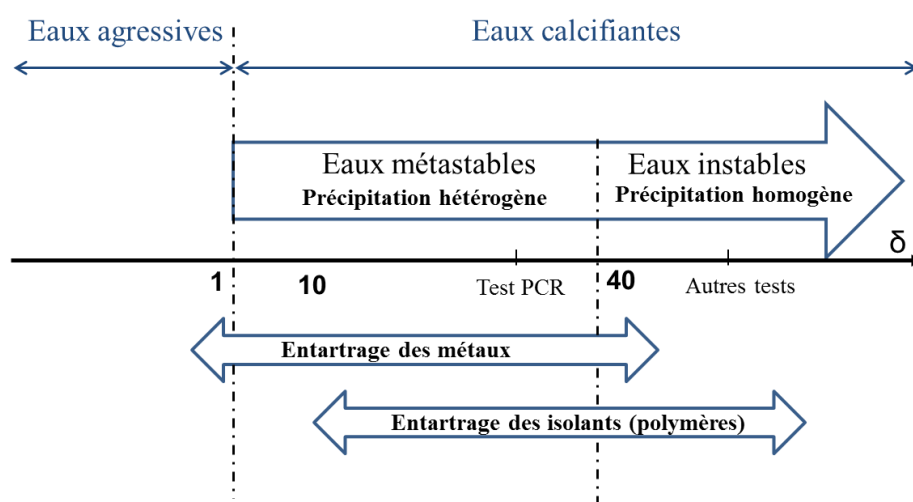 Eaux agressives
Eaux calcifiantes
Eaux métastables
Eaux instables
Précipitation hétérogène
Précipitation homogène
δ
1
10
Test PCR
40
Autres tests
Entartrage des métaux
Entartrage des isolants (polymères)